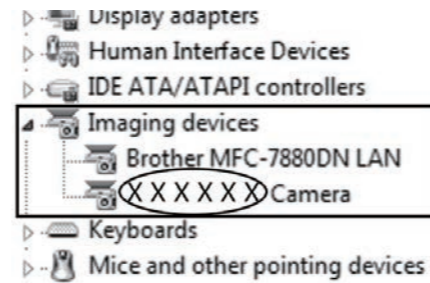 Display adapters
Human Interface Devices
IDE ATA/ATAPI controllers
Imaging devices
Brother MFC-7880DN LAN
X X X X X X Camera
Keyboards
Mice and other pointing devices